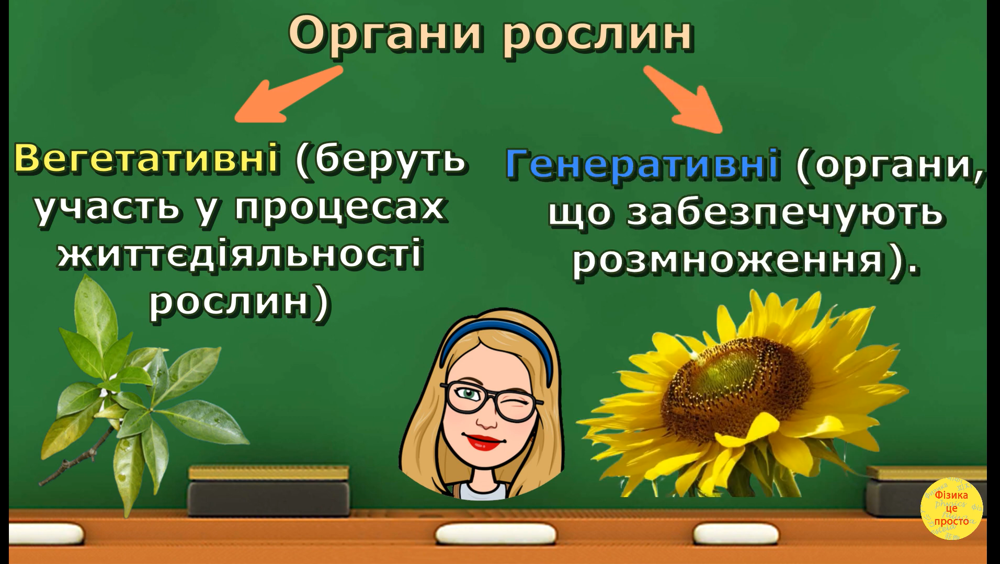 Органи рослин
Вегетативні (беруть
участь у процесах
життєдіяльності
рослин)
Генеративні (органи,
що забезпечують
розмноження).
Фізика
це
просто